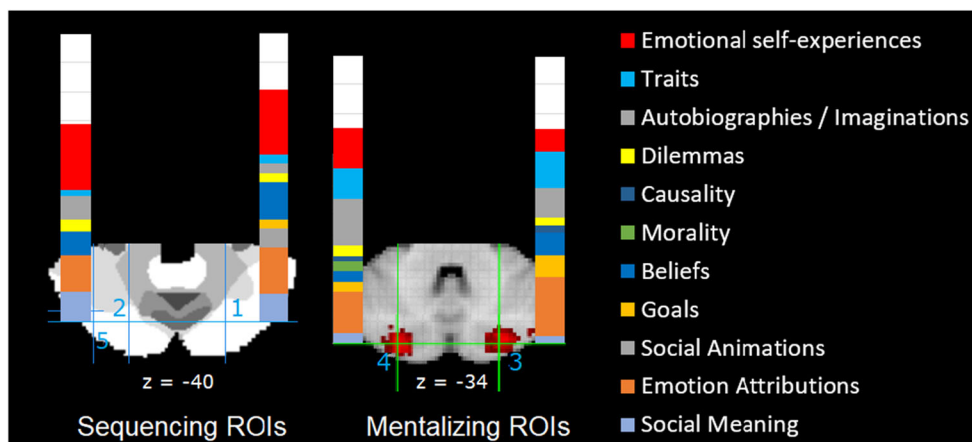 Emotional self-experiences
Traits
Autobiographies / Imaginations
Dilemmas
Causality
Morality
Beliefs
Goals
Social Animations
Emotion Attributions
Social Meaning
2
1
5
4
3
z = -40
z = -34
Sequencing ROIs
Mentalizing ROIs